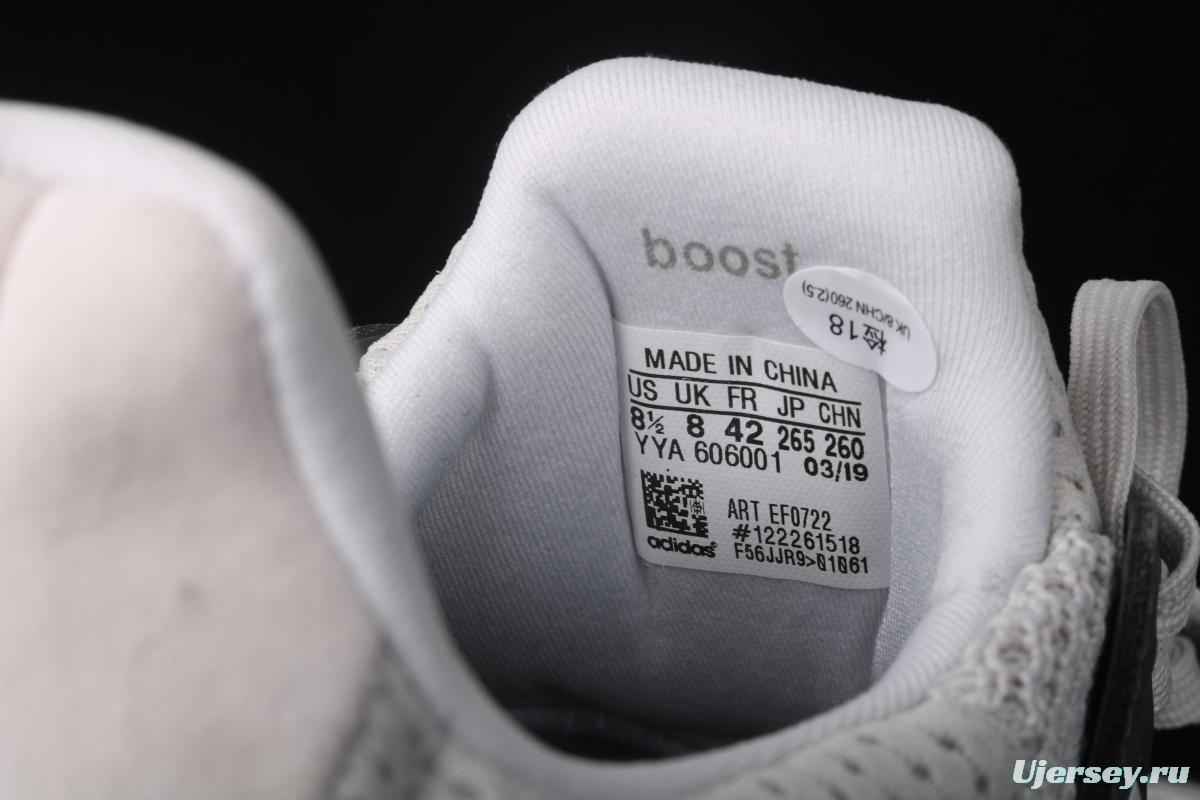 boost
UK 8/CHN 260(2.5)
检18
MADE IN CHINA
US UK FR JP CHN
8½ 8 42 265 260
YYA 606001 03/19
ART EF0722
#122261518
adidas F56JJR9>01061
Ujersey.ru